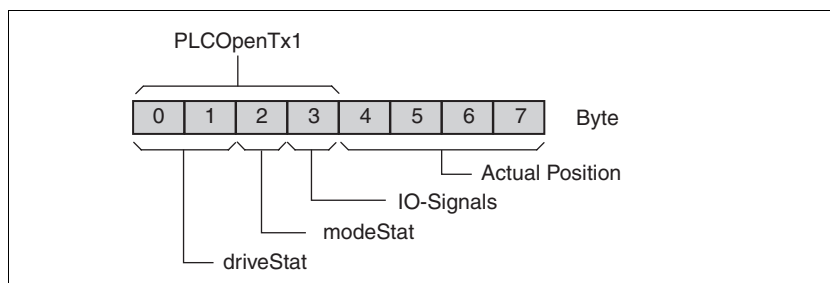 PLCOpenTx1
0 1 2 3 4 5 6 7 Byte
Actual Position
IO-Signals
modeStat
driveStat